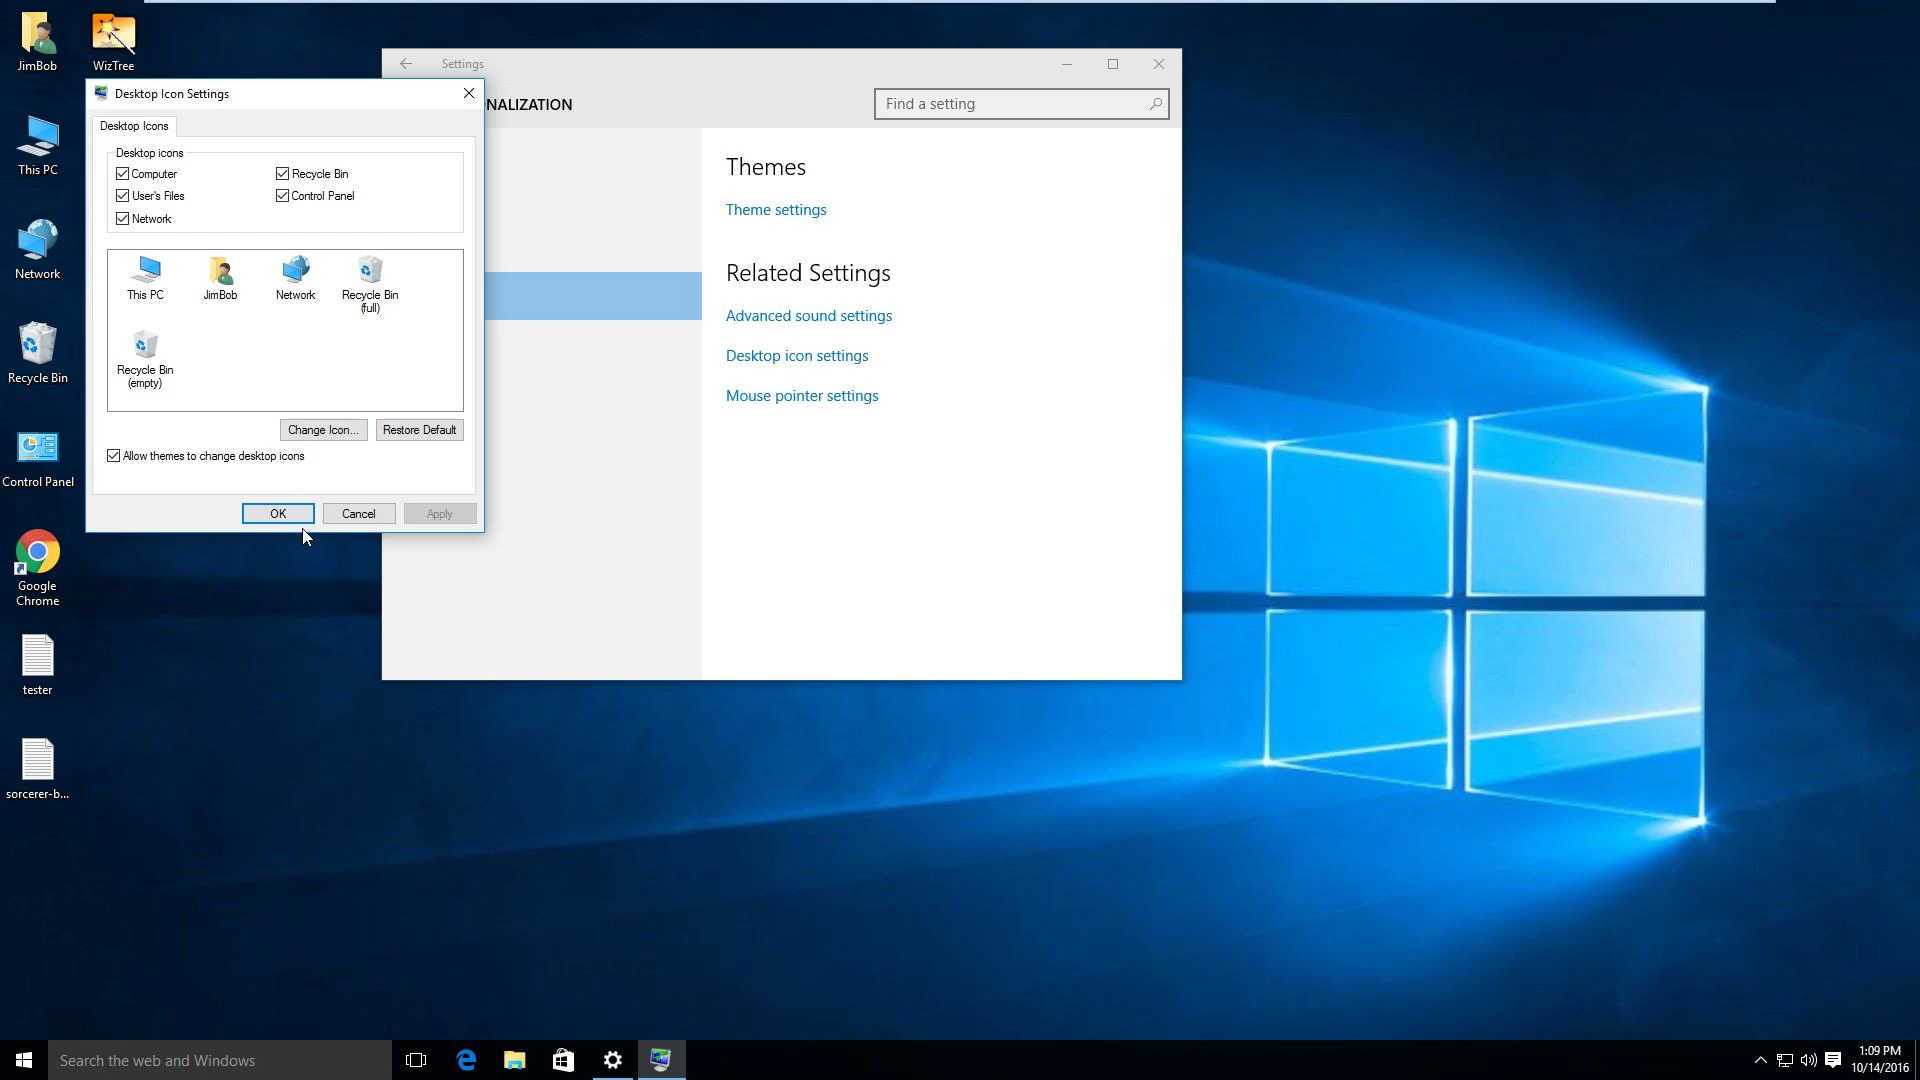 JimBob
WizTree
This PC
Network
Recycle Bin
Control Panel
Google
Chrome
tester
sorcerer-b...
Settings
NALIZATION
Find a setting
Themes
Theme settings
Related Settings
Advanced sound settings
Desktop icon settings
Mouse pointer settings
Desktop Icon Settings
Desktop Icons
Desktop icons
Computer
Recycle Bin
User's Files
Control Panel
Network
This PC
JimBob
Network
Recycle Bin
(full)
Recycle Bin
(empty)
Change Icon...
Restore Default
Allow themes to change desktop icons
OK
Cancel
Apply
Search the web and Windows
1:09 PM
10/14/2016